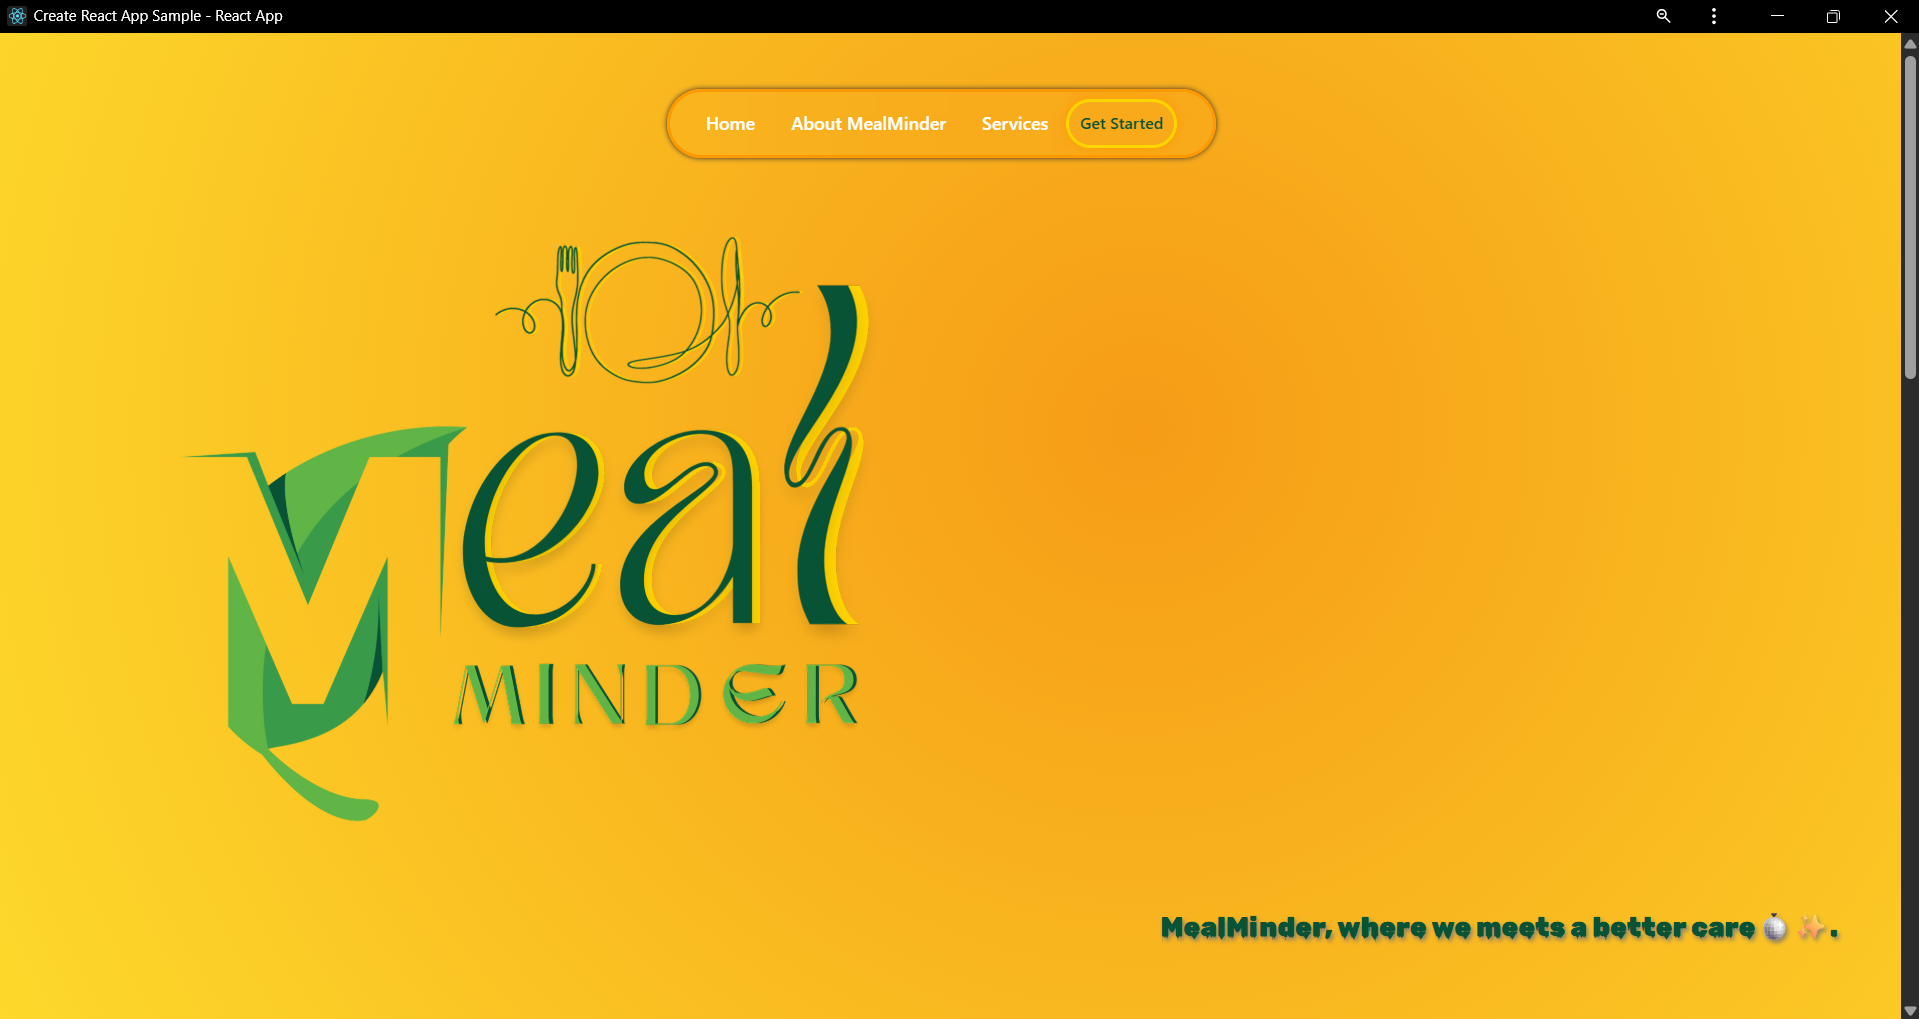 Create React App Sample - React App
Home About MealMinder Services Get Started
Meal
MINDER
MealMinder, where we meets a better care 🪩 ✨.